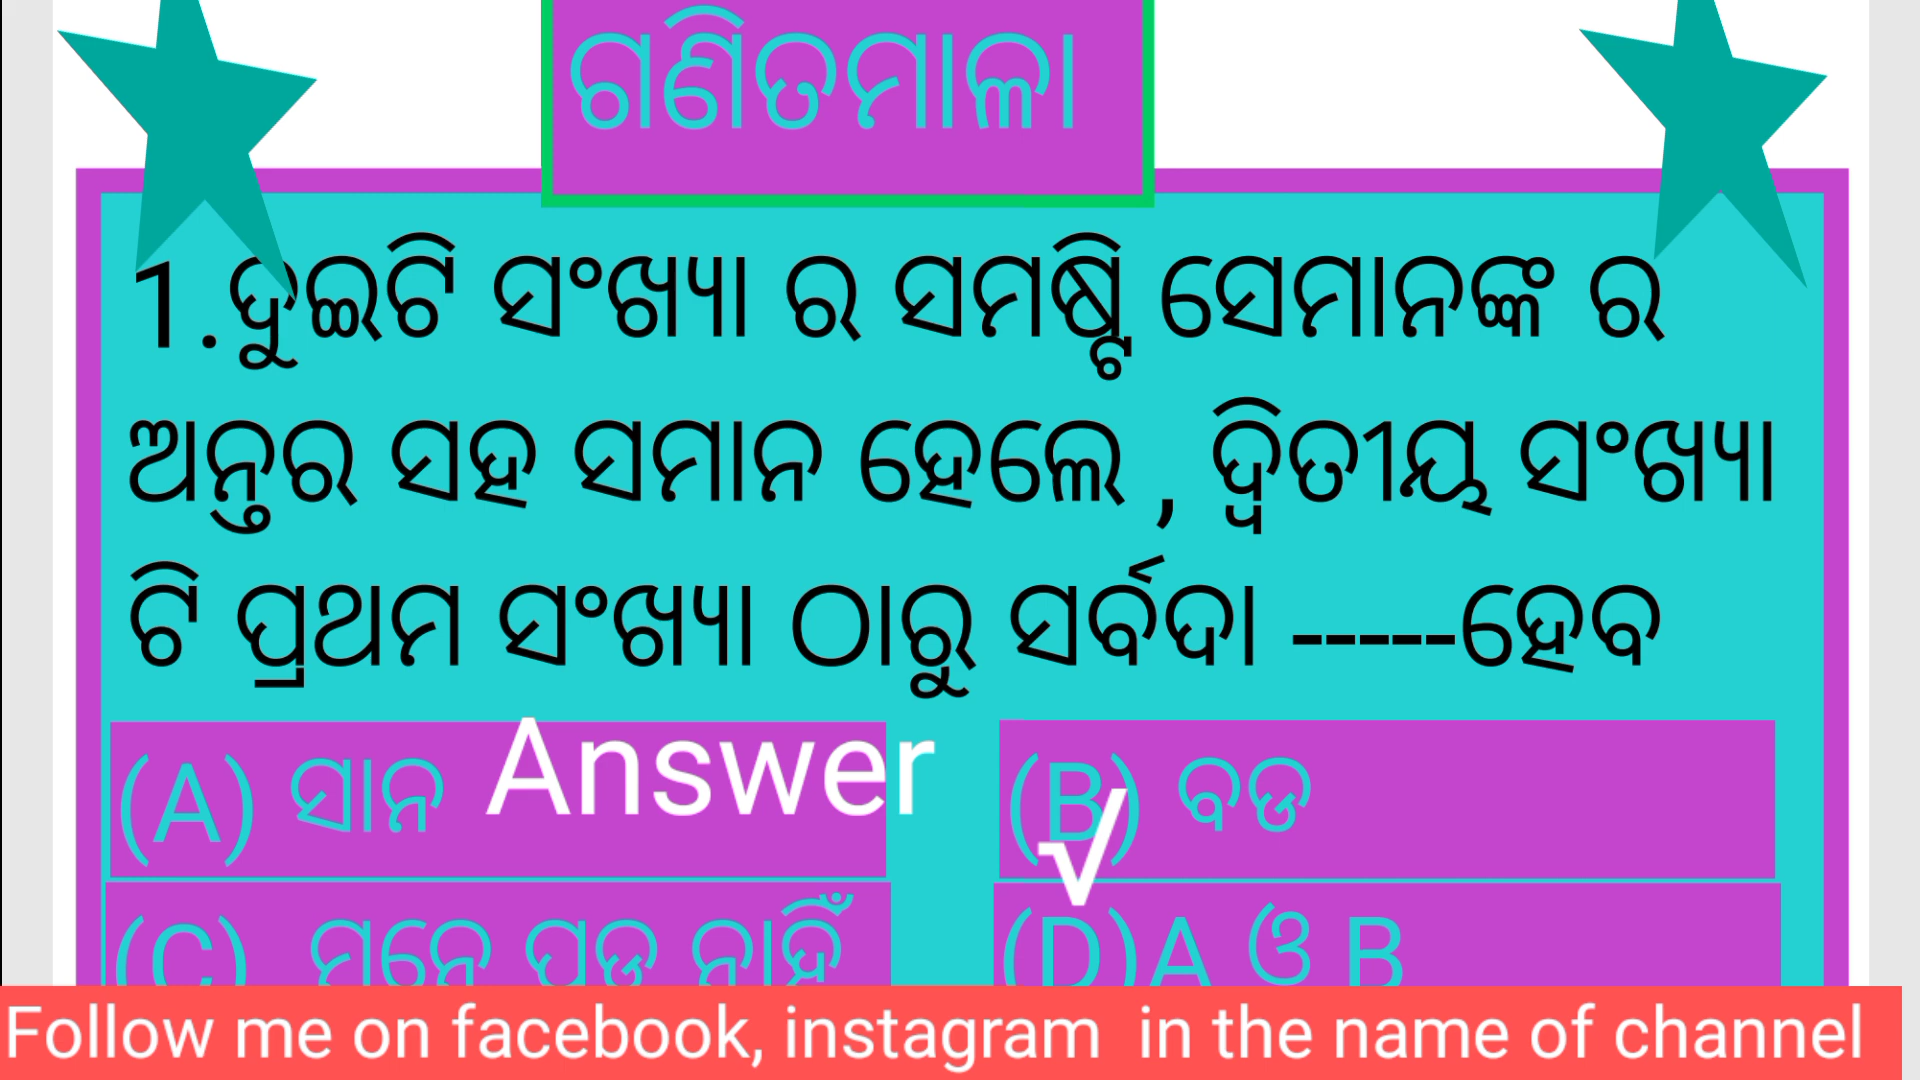 ଗଣିତମାଳା
1.ଦୁଇଟି ସଂଖ୍ୟା ର ସମଷ୍ଟି ସେମାନଙ୍କ ର
ଅନ୍ତର ସହ ସମାନ ହେଲେ , ଦ୍ୱିତୀୟ ସଂଖ୍ୟା
ଟି ପ୍ରଥମ ସଂଖ୍ୟା ଠାରୁ ସର୍ବଦା -----ହେବ
(A) ସାନ Answer (B) ବଡ
√
(C) ମନେ ପଡୁ ନାହିଁ (D)A ଓ B
Follow me on facebook, instagram in the name of channel